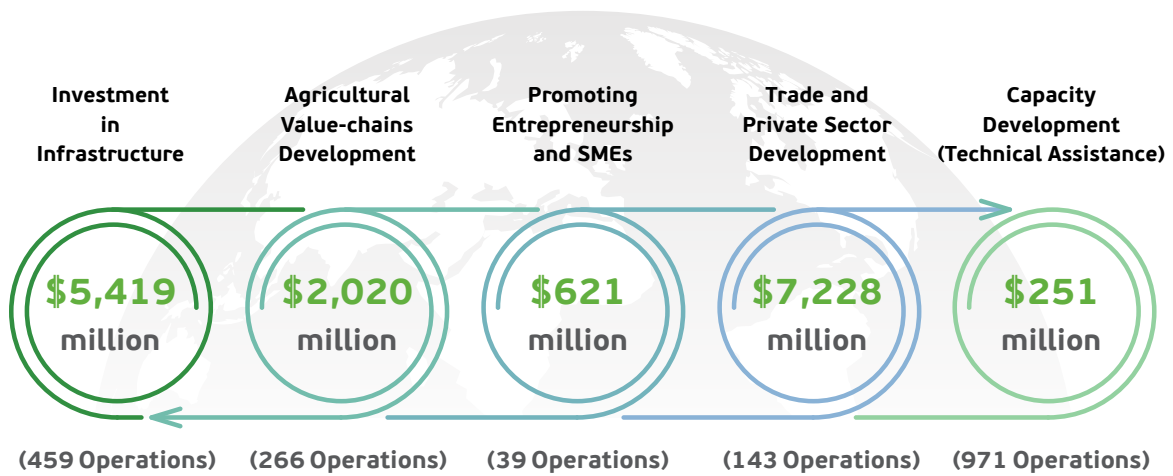 Investment
in
Infrastructure
Agricultural
Value-chains
Development
Promoting
Entrepreneurship
and SMEs
Trade and
Private Sector
Development
Capacity
Development
(Technical Assistance)
$5,419
million
$2,020
million
$621
million
$7,228
million
$251
million
(459 Operations)
(266 Operations)
(39 Operations)
(143 Operations)
(971 Operations)